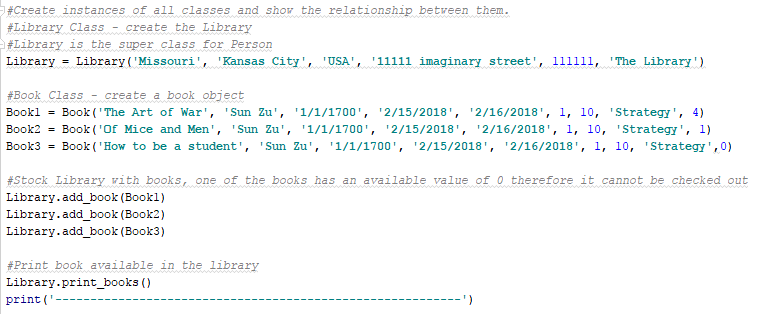 #Create instances of all classes and show the relationship between them.
#Library Class - create the Library
#Library is the super class for Person
Library = Library('Missouri', 'Kansas City', 'USA', '11111 imaginary street', 111111, 'The Library')
#Book Class - create a book object
Book1 = Book('The Art of War', 'Sun Zu', '1/1/1700', '2/15/2018', '2/16/2018', 1, 10, 'Strategy', 4)
Book2 = Book('Of Mice and Men', 'Sun Zu', '1/1/1700', '2/15/2018', '2/16/2018', 1, 10, 'Strategy', 1)
Book3 = Book('How to be a student', 'Sun Zu', '1/1/1700', '2/15/2018', '2/16/2018', 1, 10, 'Strategy',0)
#Stock Library with books, one of the books has an available value of 0 therefore it cannot be checked out
Library.add_book(Book1)
Library.add_book(Book2)
Library.add_book(Book3)
#Print book available in the library
Library.print_books()
print('----------------------------------------------------------')